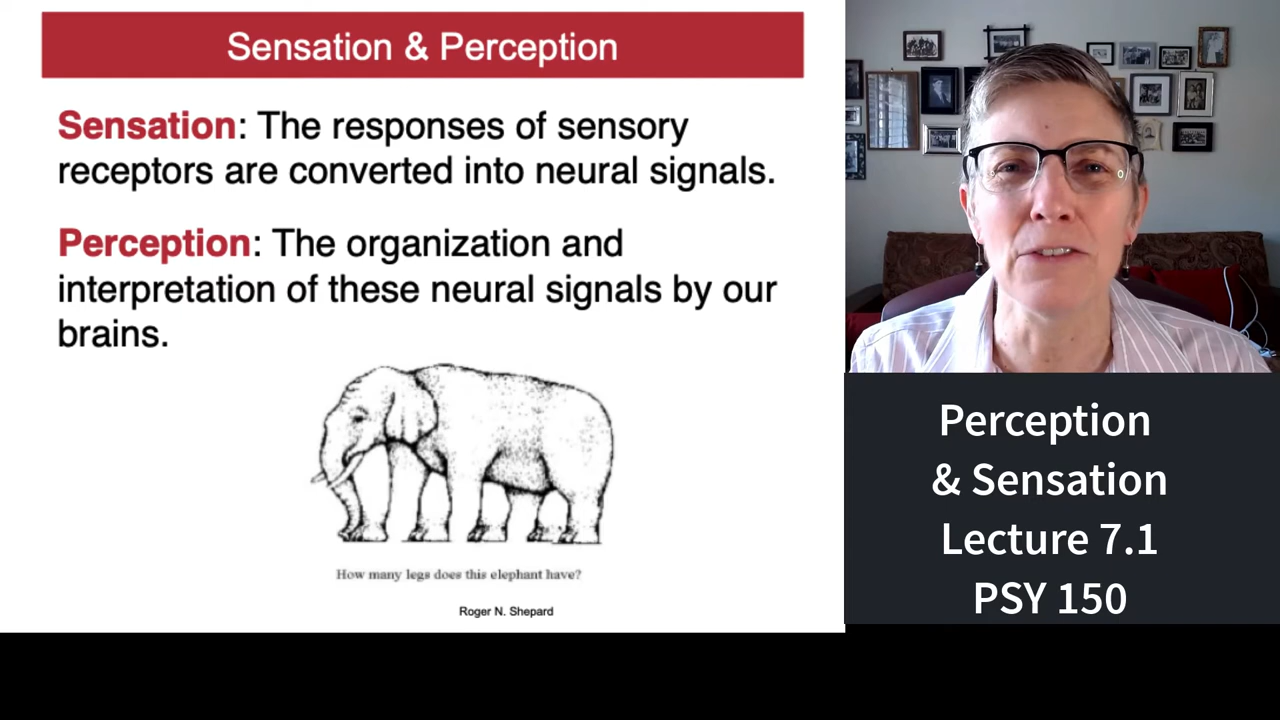 Sensation & Perception
Sensation: The responses of sensory
receptors are converted into neural signals.
Perception: The organization and
interpretation of these neural signals by our
brains.
How many legs does this elephant have?
Roger N. Shepard
Perception
& Sensation
Lecture 7.1
PSY 150